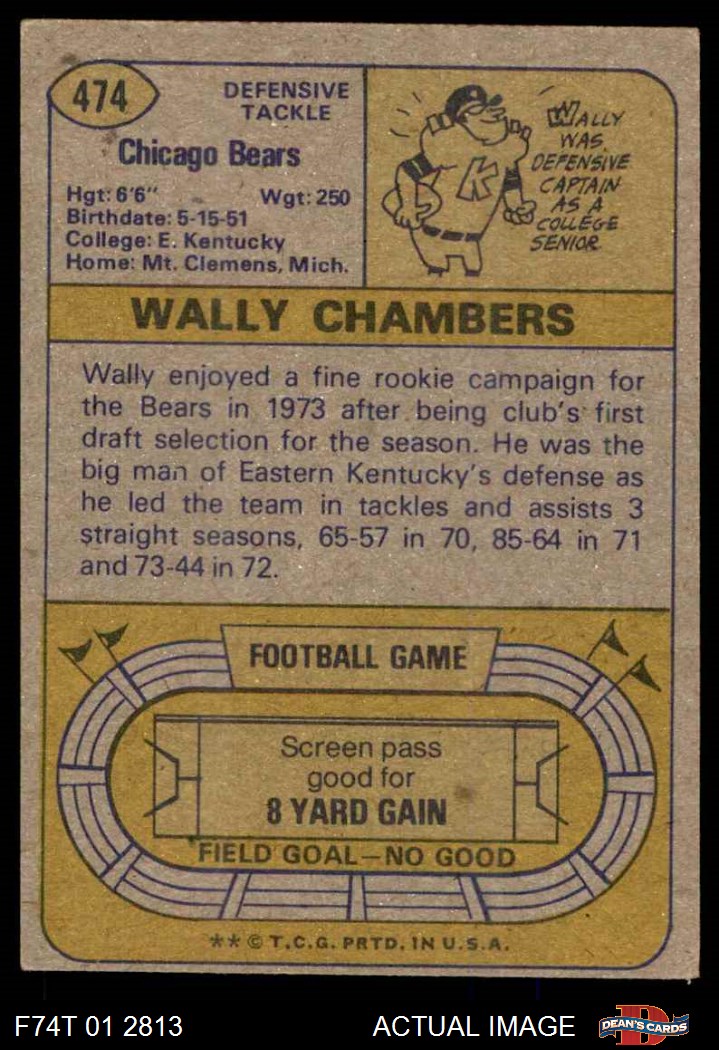 474
DEFENSIVE
TACKLE
Chicago Bears
Hgt: 6'6" Wgt: 250
Birthdate: 5-15-51
College: E. Kentucky
Home: Mt. Clemens, Mich.
K
WALLY
WAS
DEFENSIVE
CAPTAIN
AS A
COLLEGE
SENIOR
WALLY CHAMBERS
Wally enjoyed a fine rookie campaign for
the Bears in 1973 after being club's first
draft selection for the season. He was the
big man of Eastern Kentucky's defense as
he led the team in tackles and assists 3
straight seasons, 65-57 in 70, 85-64 in 71
and 73-44 in 72.
FOOTBALL GAME
Screen pass
good for
8 YARD GAIN
FIELD GOAL—NO GOOD
** © T.C.G. PRTD. IN U.S.A.
F74T 01 2813 ACTUAL IMAGE
D
DEAN'S CARDS